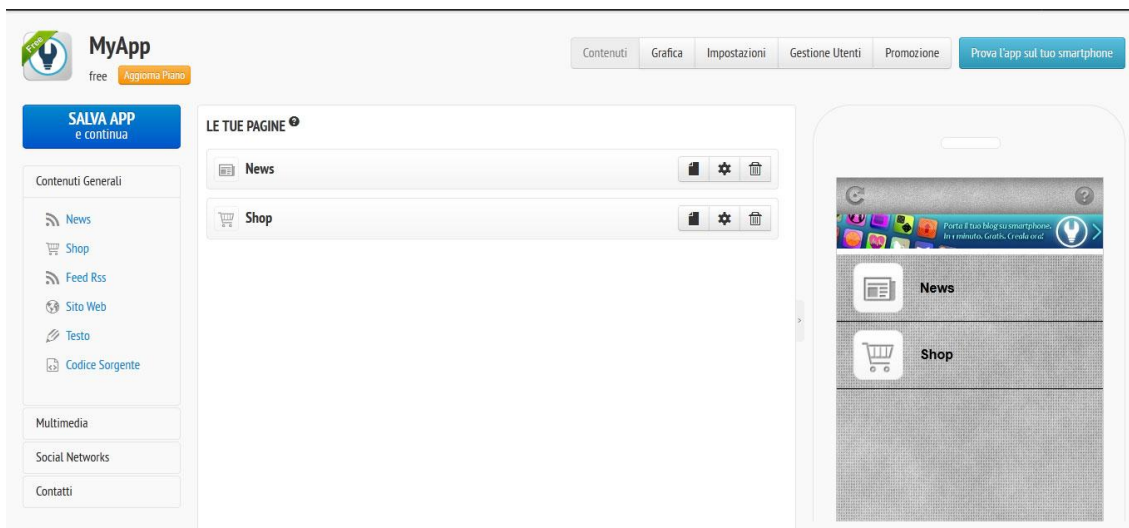 Free
MyApp
free Aggiorna Piano
Contenuti Grafica Impostazioni Gestione Utenti Promozione Prova l'app sul tuo smartphone
SALVA APP
e continua
Contenuti Generali
News
Shop
Feed Rss
Sito Web
Testo
Codice Sorgente
Multimedia
Social Networks
Contatti
LE TUE PAGINE ?
News
Shop
?
Porta il tuo blog su smartphone.
In 1 minuto. Gratis. Creala ora!
News
Shop